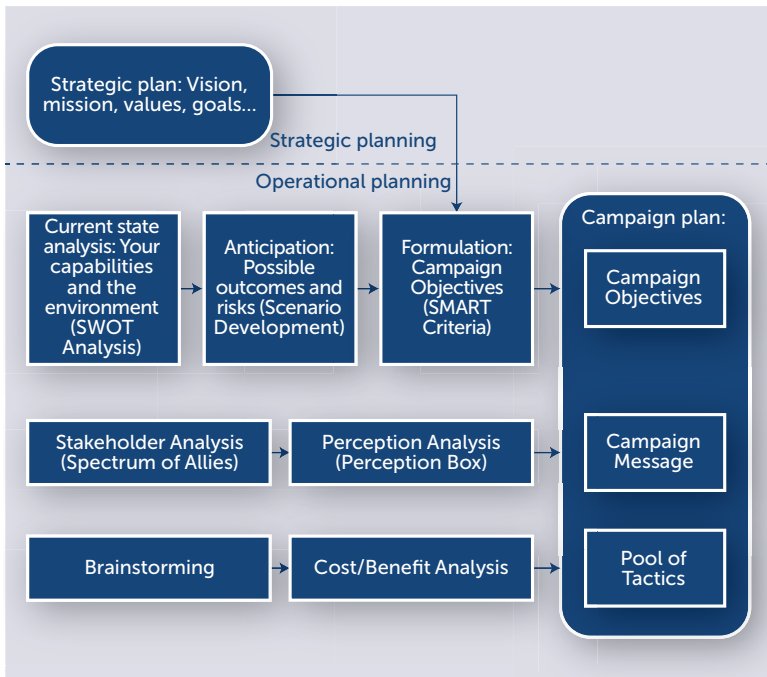 Strategic plan: Vision,
mission, values, goals...
Strategic planning
Operational planning
Current state
analysis: Your
capabilities
and the
environment
(SWOT
Analysis)
Anticipation:
Possible
outcomes and
risks (Scenario
Development)
Formulation:
Campaign
Objectives
(SMART
Criteria)
Campaign plan:
Campaign
Objectives
Stakeholder Analysis
(Spectrum of Allies)
Perception Analysis
(Perception Box)
Campaign
Message
Brainstorming
Cost/Benefit Analysis
Pool of
Tactics